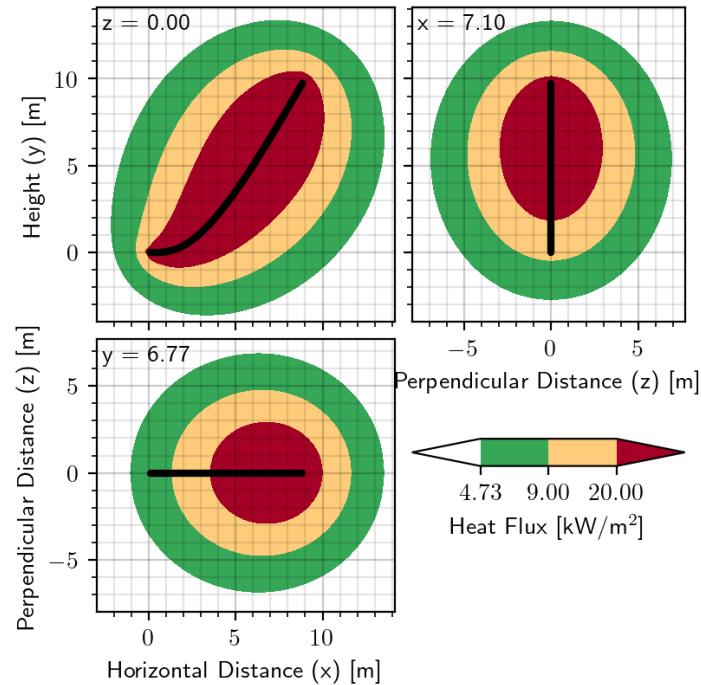 z = 0.00
x = 7.10
10
5
0
Height (y) [m]
−5
0
5
Perpendicular Distance (z) [m]
y = 6.77
5
0
−5
Perpendicular Distance (z) [m]
0
5
10
Horizontal Distance (x) [m]
4.73
9.00
20.00
Heat Flux [kW/m²]